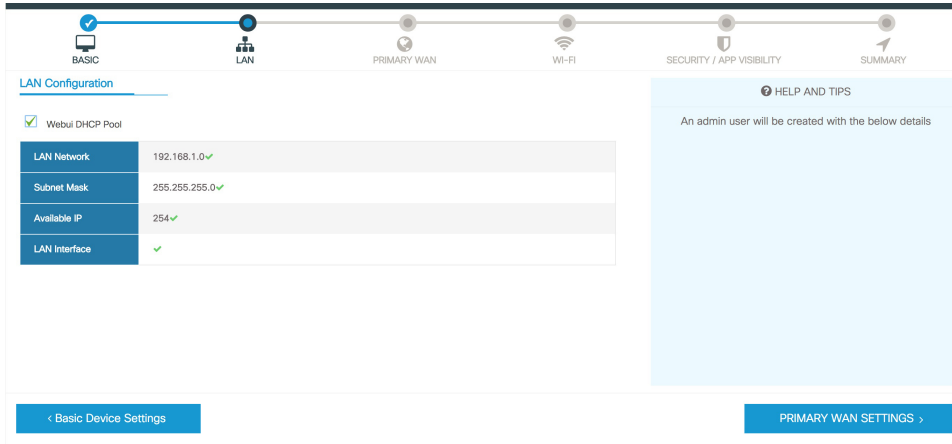 BASIC
LAN
PRIMARY WAN
WI-FI
SECURITY / APP VISIBILITY
SUMMARY
LAN Configuration
Webui DHCP Pool
LAN Network 192.168.1.0
Subnet Mask 255.255.255.0
Available IP 254
LAN Interface
HELP AND TIPS
An admin user will be created with the below details
< Basic Device Settings
PRIMARY WAN SETTINGS >